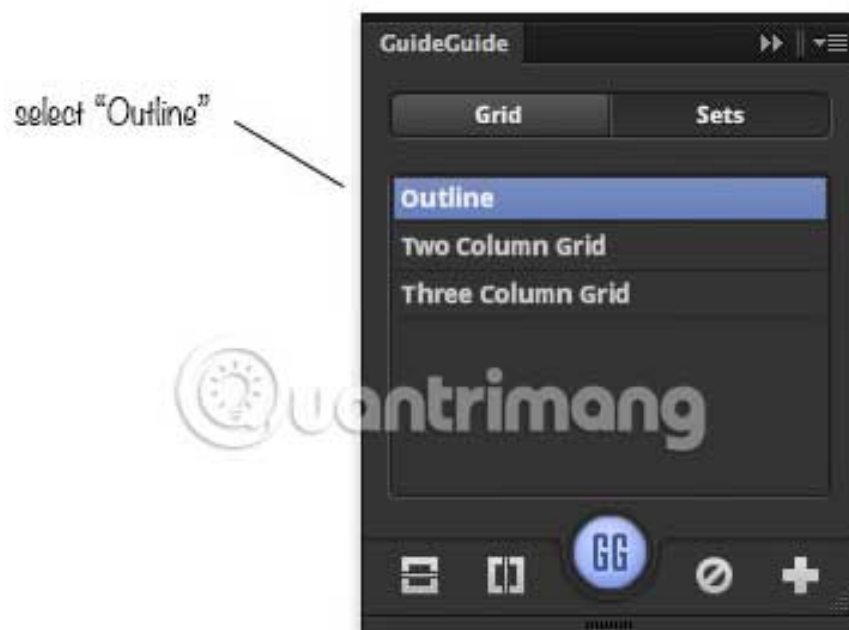 GuideGuide
select "Outline"
Grid Sets
Outline
Two Column Grid
Three Column Grid
Quantrimang
GG